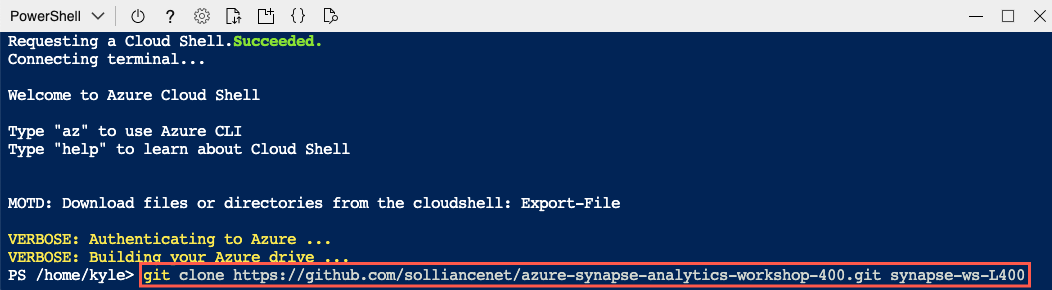 PowerShell
Requesting a Cloud Shell.Succeeded.
Connecting terminal...
Welcome to Azure Cloud Shell
Type "az" to use Azure CLI
Type "help" to learn about Cloud Shell
MOTD: Download files or directories from the cloudshell: Export-File
VERBOSE: Authenticating to Azure ...
VERBOSE: Building your Azure drive ...
PS /home/kyle> git clone https://github.com/solliancenet/azure-synapse-analytics-workshop-400.git synapse-ws-L400